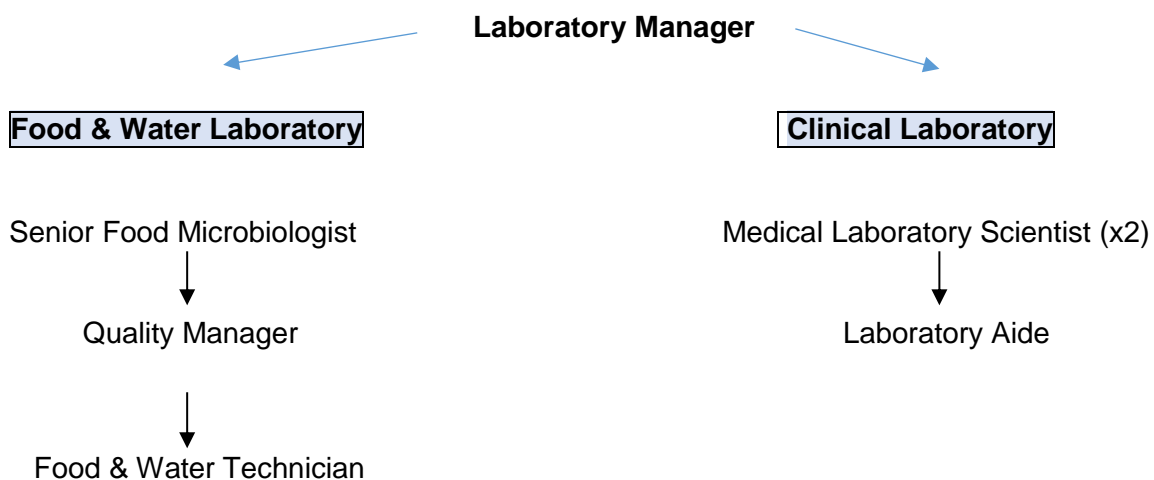 Laboratory Manager
Food & Water Laboratory
Clinical Laboratory
Senior Food Microbiologist
Medical Laboratory Scientist (x2)
Quality Manager
Laboratory Aide
Food & Water Technician